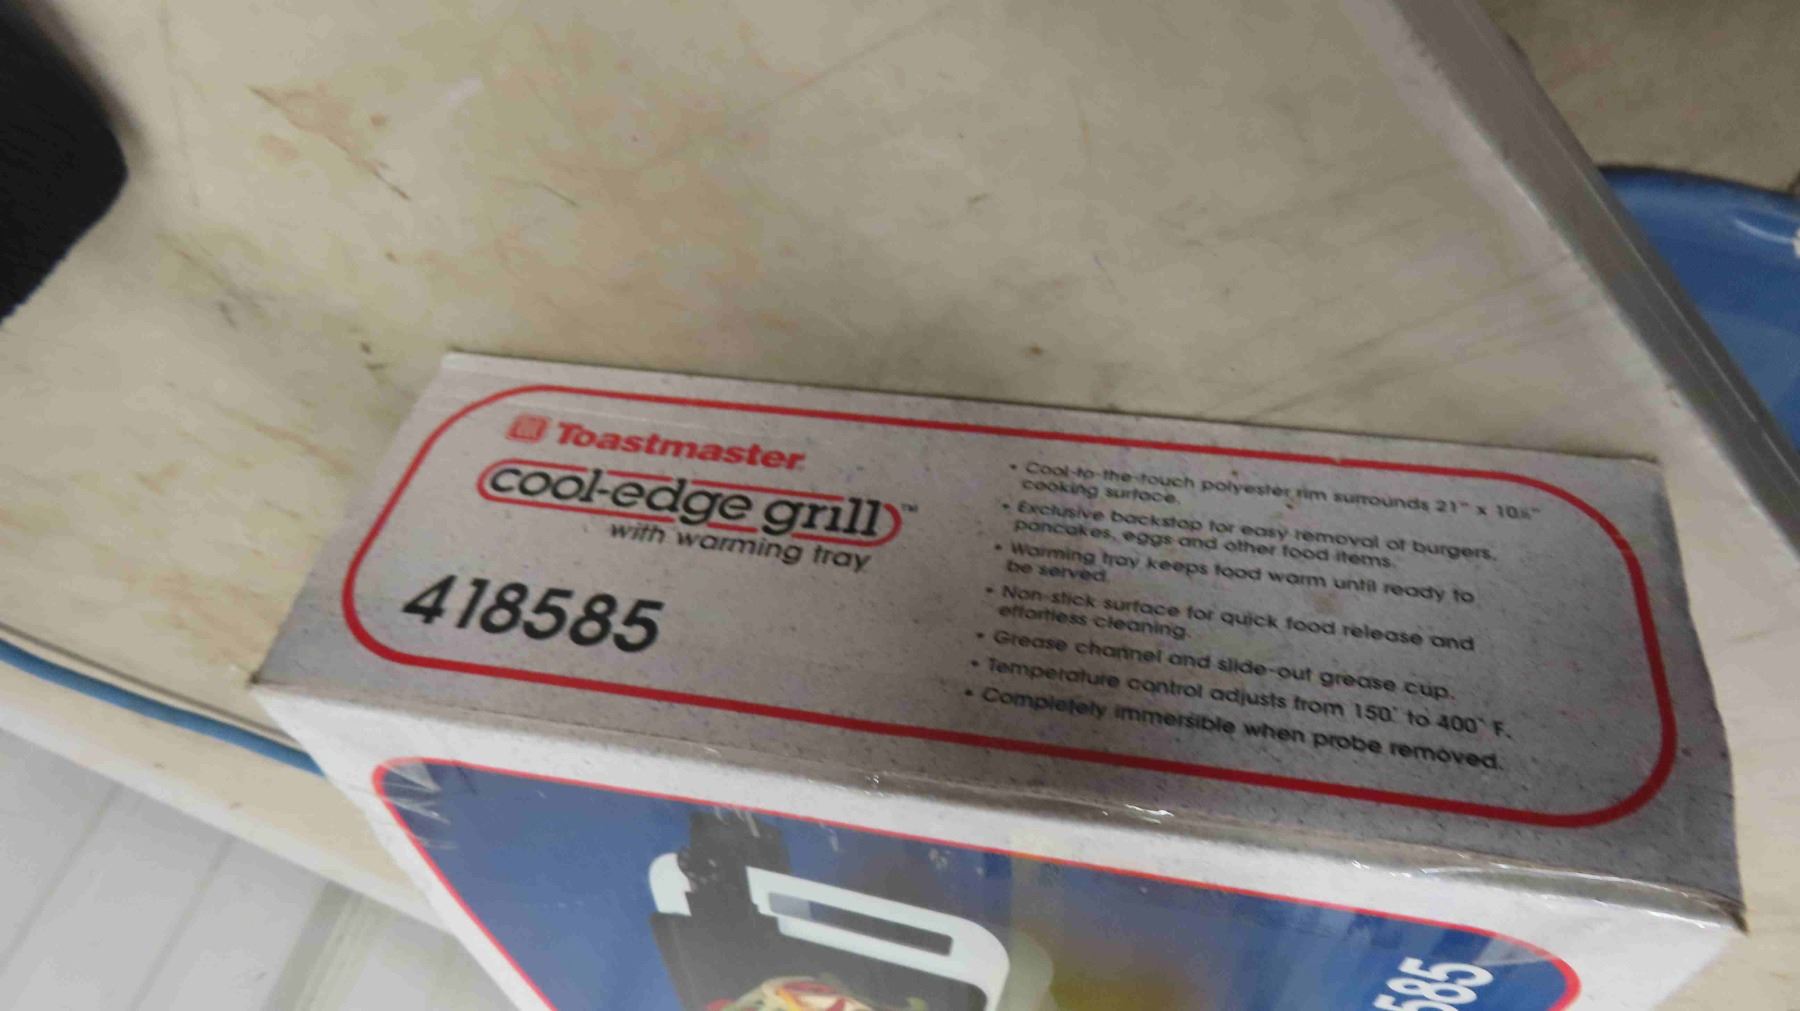 Toastmaster
cool-edge grill™
with warming tray
418585
• Cool-to-the-touch polyester rim surrounds 21" x 10½"
cooking surface.
• Exclusive backstop for easy removal of burgers,
pancakes, eggs and other food items.
• Warming tray keeps food warm until ready to
be served.
• Non-stick surface for quick food release and
effortless cleaning.
• Grease channel and slide-out grease cup.
• Temperature control adjusts from 150° to 400° F.
• Completely immersible when probe removed.
585